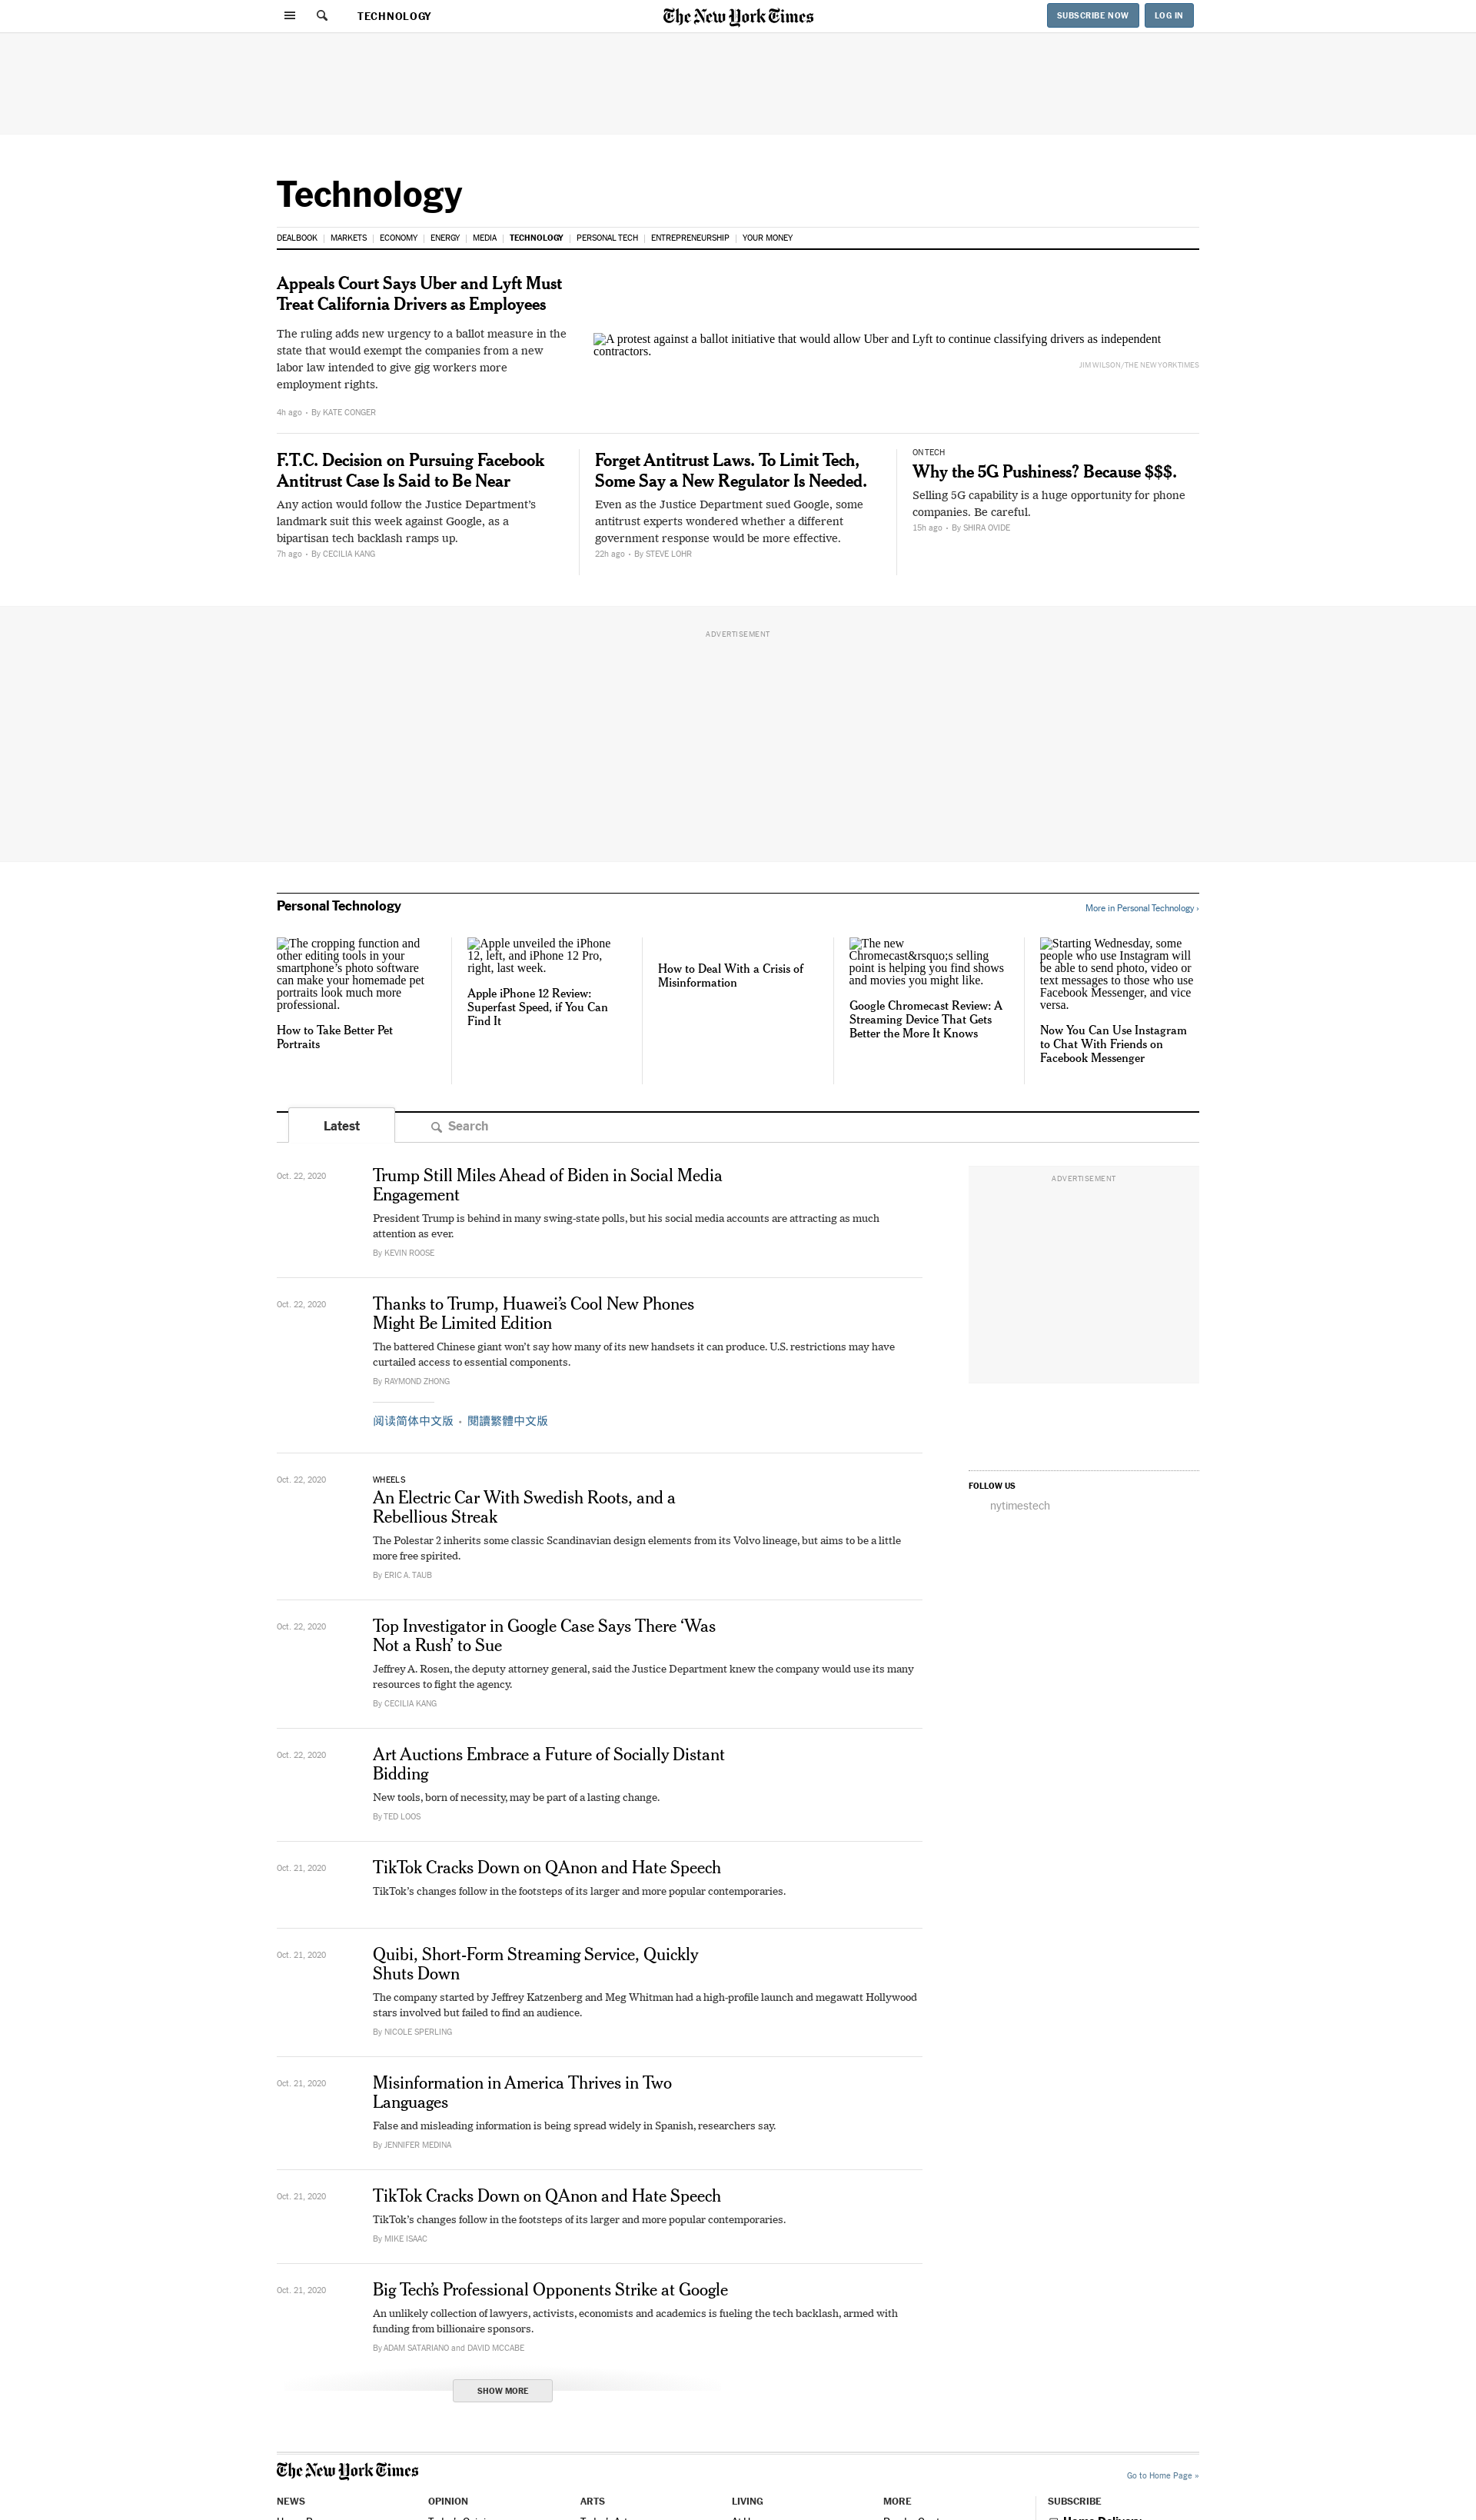 TECHNOLOGY
The New York Times
SUBSCRIBE NOW
LOG IN
Technology
DEALBOOK | MARKETS | ECONOMY | ENERGY | MEDIA | TECHNOLOGY | PERSONAL TECH | ENTREPRENEURSHIP | YOUR MONEY
Appeals Court Says Uber and Lyft Must
Treat California Drivers as Employees
The ruling adds new urgency to a ballot measure in the
state that would exempt the companies from a new
labor law intended to give gig workers more
employment rights.
4h ago • By KATE CONGER
A protest against a ballot initiative that would allow Uber and Lyft to continue classifying drivers as independent
contractors.
JIM WILSON/THE NEW YORK TIMES
F.T.C. Decision on Pursuing Facebook
Antitrust Case Is Said to Be Near
Any action would follow the Justice Department’s
landmark suit this week against Google, as a
bipartisan tech backlash ramps up.
7h ago • By CECILIA KANG
Forget Antitrust Laws. To Limit Tech,
Some Say a New Regulator Is Needed.
Even as the Justice Department sued Google, some
antitrust experts wondered whether a different
government response would be more effective.
22h ago • By STEVE LOHR
ON TECH
Why the 5G Pushiness? Because $$$.
Selling 5G capability is a huge opportunity for phone
companies. Be careful.
15h ago • By SHIRA OVIDE
ADVERTISEMENT
Personal Technology
More in Personal Technology ›
The cropping function and
other editing tools in your
smartphone’s photo software
can make your homemade pet
portraits look much more
professional.
How to Take Better Pet
Portraits
Apple unveiled the iPhone
12, left, and iPhone 12 Pro,
right, last week.
Apple iPhone 12 Review:
Superfast Speed, if You Can
Find It
How to Deal With a Crisis of
Misinformation
The new
Chromecast&rsquo;s selling
point is helping you find shows
and movies you might like.
Google Chromecast Review: A
Streaming Device That Gets
Better the More It Knows
Starting Wednesday, some
people who use Instagram will
be able to send photo, video or
text messages to those who use
Facebook Messenger, and vice
versa.
Now You Can Use Instagram
to Chat With Friends on
Facebook Messenger
Latest
Search
Oct. 22, 2020
Trump Still Miles Ahead of Biden in Social Media
Engagement
President Trump is behind in many swing-state polls, but his social media accounts are attracting as much
attention as ever.
By KEVIN ROOSE
ADVERTISEMENT
Oct. 22, 2020
Thanks to Trump, Huawei’s Cool New Phones
Might Be Limited Edition
The battered Chinese giant won’t say how many of its new handsets it can produce. U.S. restrictions may have
curtailed access to essential components.
By RAYMOND ZHONG
阅读简体中文版 • 閱讀繁體中文版
FOLLOW US
nytimestech
Oct. 22, 2020
WHEELS
An Electric Car With Swedish Roots, and a
Rebellious Streak
The Polestar 2 inherits some classic Scandinavian design elements from its Volvo lineage, but aims to be a little
more free spirited.
By ERIC A. TAUB
Oct. 22, 2020
Top Investigator in Google Case Says There ‘Was
Not a Rush’ to Sue
Jeffrey A. Rosen, the deputy attorney general, said the Justice Department knew the company would use its many
resources to fight the agency.
By CECILIA KANG
Oct. 22, 2020
Art Auctions Embrace a Future of Socially Distant
Bidding
New tools, born of necessity, may be part of a lasting change.
By TED LOOS
Oct. 21, 2020
TikTok Cracks Down on QAnon and Hate Speech
TikTok’s changes follow in the footsteps of its larger and more popular contemporaries.
Oct. 21, 2020
Quibi, Short-Form Streaming Service, Quickly
Shuts Down
The company started by Jeffrey Katzenberg and Meg Whitman had a high-profile launch and megawatt Hollywood
stars involved but failed to find an audience.
By NICOLE SPERLING
Oct. 21, 2020
Misinformation in America Thrives in Two
Languages
False and misleading information is being spread widely in Spanish, researchers say.
By JENNIFER MEDINA
Oct. 21, 2020
TikTok Cracks Down on QAnon and Hate Speech
TikTok’s changes follow in the footsteps of its larger and more popular contemporaries.
By MIKE ISAAC
Oct. 21, 2020
Big Tech’s Professional Opponents Strike at Google
An unlikely collection of lawyers, activists, economists and academics is fueling the tech backlash, armed with
funding from billionaire sponsors.
By ADAM SATARIANO and DAVID MCCABE
SHOW MORE
The New York Times
Go to Home Page »
NEWS
OPINION
ARTS
LIVING
MORE
SUBSCRIBE